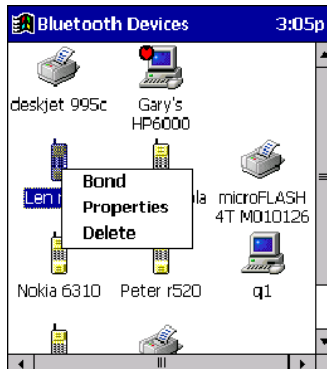 Bluetooth Devices 3:05p
deskjet 995c Gary's
HP6000
Bond
Len
Properties
microFLASH
4T M010126
Delete
Nokia 6310 Peter r520 q1